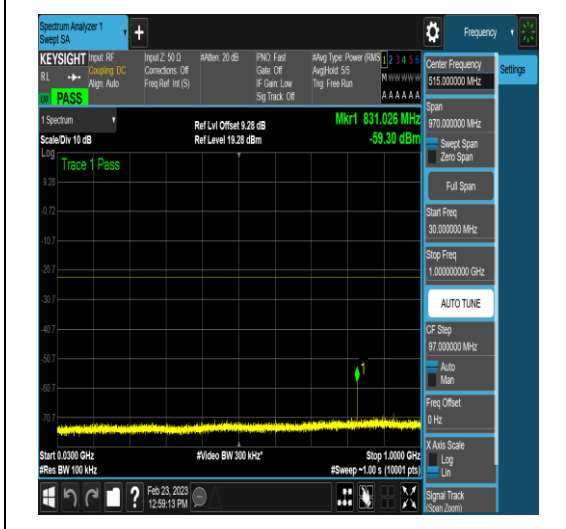 Spectrum Analyzer 1
Swept SA
+
Frequency
KEYSIGHT
RL
PASS
Input: RF
Coupling: DC
Align: Auto
Input Z: 50 Ω
Corrections: Off
Freq Ref: Int (S)
#Atten: 20 dB
PNO: Fast
Gate: Off
IF Gain: Low
Sig Track: Off
#Avg Type: Power (RMS
Avg|Hold: 5/5
Trig: Free Run
1 2 3 4 5 6
M W W W W W
A A A A A A
Center Frequency
515.000000 MHz
Settings
Span
970.000000 MHz
Swept Span
Zero Span
Full Span
Start Freq
30.000000 MHz
Stop Freq
1.000000000 GHz
AUTO TUNE
CF Step
97.000000 MHz
Auto
Man
Freq Offset
0 Hz
X Axis Scale
Log
Lin
Signal Track
(Span Zoom)
1 Spectrum
Scale/Div 10 dB
Log
Ref Lvl Offset 9.28 dB
Ref Level 19.28 dBm
Mkr1 831.026 MHz
-59.30 dBm
Trace 1 Pass
9.28
-0.72
-10.7
-20.7
-30.7
-40.7
-50.7
-60.7
-70.7
1
Start 0.0300 GHz
#Res BW 100 kHz
#Video BW 300 kHz*
Stop 1.0000 GHz
#Sweep ~1.00 s (10001 pts)
?
Feb 23, 2023
12:59:13 PM